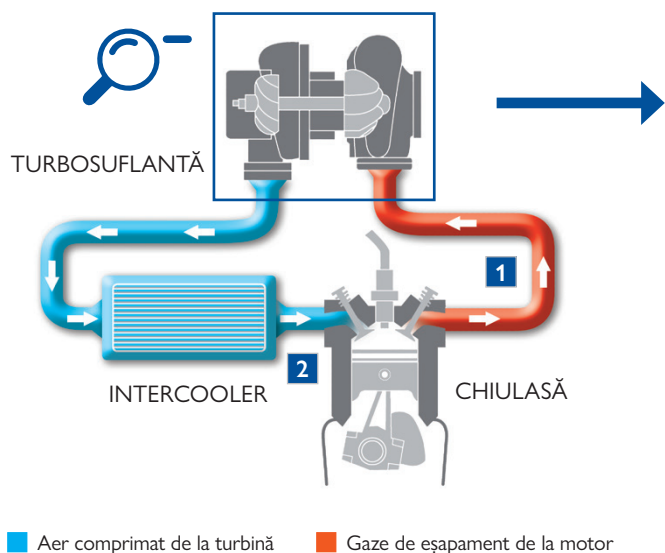 TURBOSUFLANTĂ
1
2
INTERCOOLER
CHIULASĂ
Aer comprimat de la turbină
Gaze de eșapament de la motor